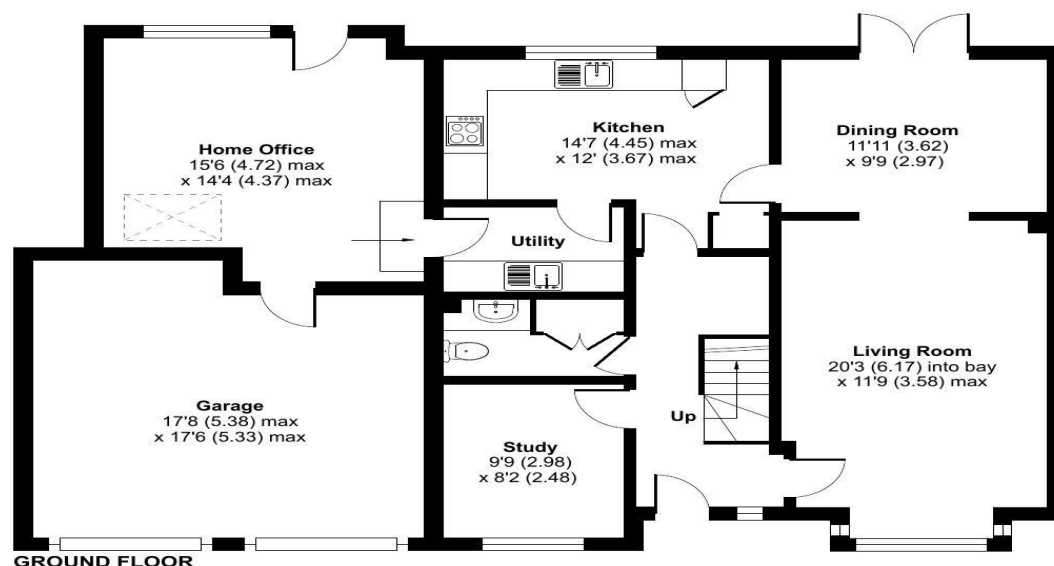 Home Office
15'6 (4.72) max
x 14'4 (4.37) max
Kitchen
14'7 (4.45) max
x 12' (3.67) max
Dining Room
11'11 (3.62)
x 9'9 (2.97)
Utility
Living Room
20'3 (6.17) into bay
x 11'9 (3.58) max
Garage
17'8 (5.38) max
x 17'6 (5.33) max
Up
Study
9'9 (2.98)
x 8'2 (2.48)
GROUND FLOOR